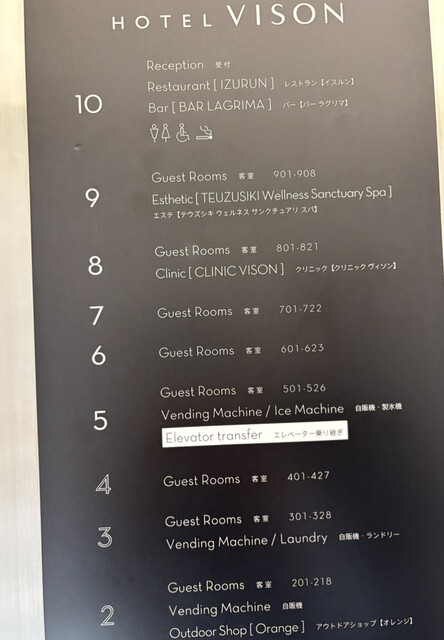 HOTEL VISON
Reception 受付
10 Restaurant [ IZURUN ] レストラン【イスルン】
Bar [ BAR LAGRIMA ] バー【バー ラグリマ】
Guest Rooms 客室 901-908
9 Esthetic [ TEUZUSIKI Wellness Sanctuary Spa ]
エステ【テウズシキ ウェルネス サンクチュアリ スパ】
8 Guest Rooms 客室 801-821
Clinic [ CLINIC VISON ] クリニック【クリニック ヴィソン】
7 Guest Rooms 客室 701-722
6 Guest Rooms 客室 601-623
Guest Rooms 客室 501-526
5 Vending Machine / Ice Machine 自販機・製氷機
Elevator transfer エレベーター乗り継ぎ
4 Guest Rooms 客室 401-427
3 Guest Rooms 客室 301-328
Vending Machine / Laundry 自販機・ランドリー
Guest Rooms 客室 201-218
2 Vending Machine 自販機
Outdoor Shop [ Orange ] アウトドアショップ【オレンジ】